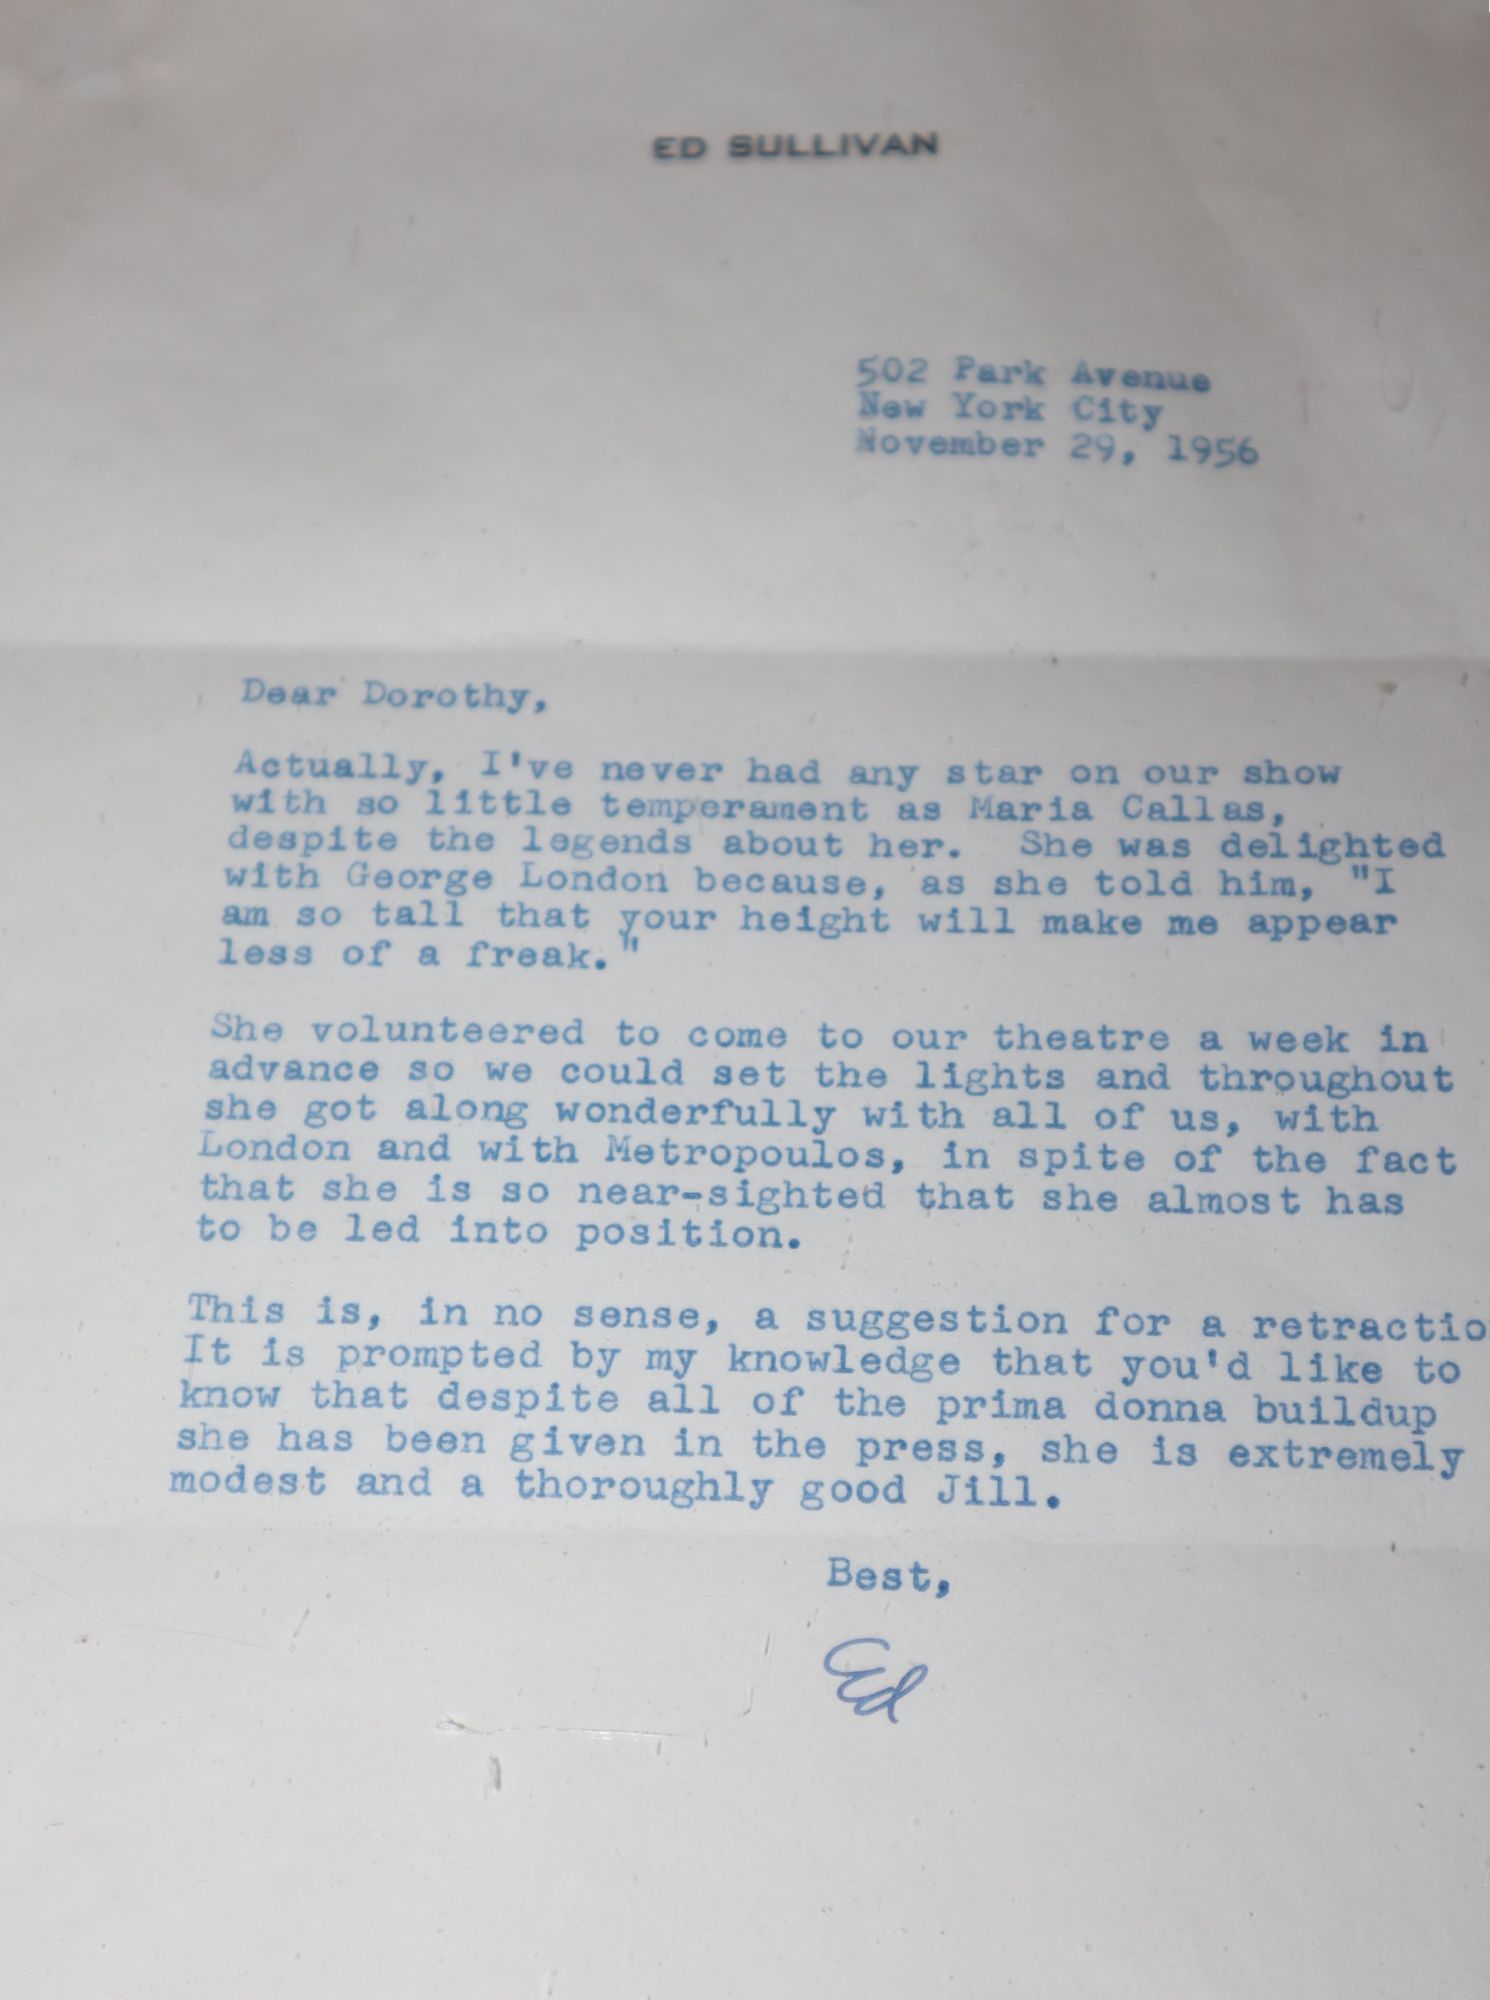 ED SULLIVAN
502 Park Avenue
New York City
November 29, 1956
Dear Dorothy,
Actually, I've never had any star on our show
with so little temperament as Maria Callas,
despite the legends about her.  She was delighted
with George London because, as she told him, "I
am so tall that your height will make me appear
less of a freak."
She volunteered to come to our theatre a week in
advance so we could set the lights and throughout
she got along wonderfully with all of us, with
London and with Metropoulos, in spite of the fact
that she is so near-sighted that she almost has
to be led into position.
This is, in no sense, a suggestion for a retractio
It is prompted by my knowledge that you'd like to
know that despite all of the prima donna buildup
she has been given in the press, she is extremely
modest and a thoroughly good Jill.
Best,
Ed